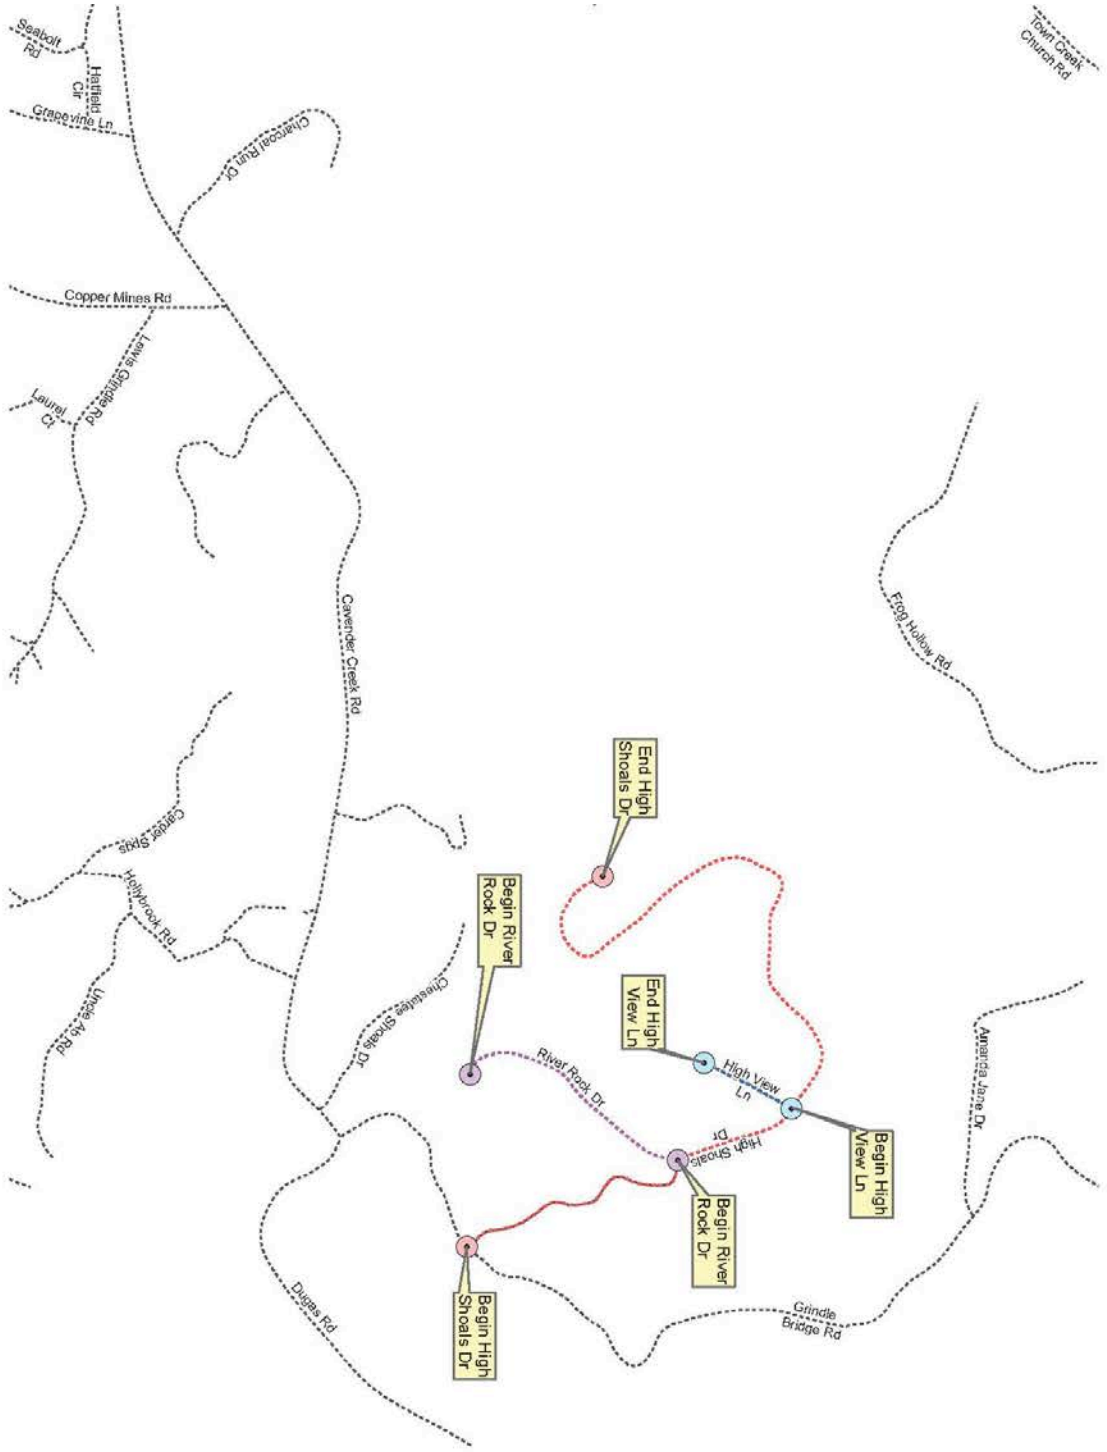 Town Creek
Church Rd
Seabolt
Rd
Hatfield
Cir
Grapevine Ln
Charcoal Run Dr
Copper Mines Rd
Lewis Grindle Rd
Laurel
Ct
Cavender Creek Rd
Frog Hollow Rd
End High
Shoals Dr
Carder Spgs
Hollybrook Rd
Uncle Ab Rd
Begin River
Rock Dr
Chestatee Shoals Dr
End High
View Ln
High View
Ln
River Rock Dr
High Shoals
Dr
Begin High
View Ln
Amanda Jane Dr
Begin River
Rock Dr
Begin High
Shoals Dr
Dugas Rd
Grindle
Bridge Rd